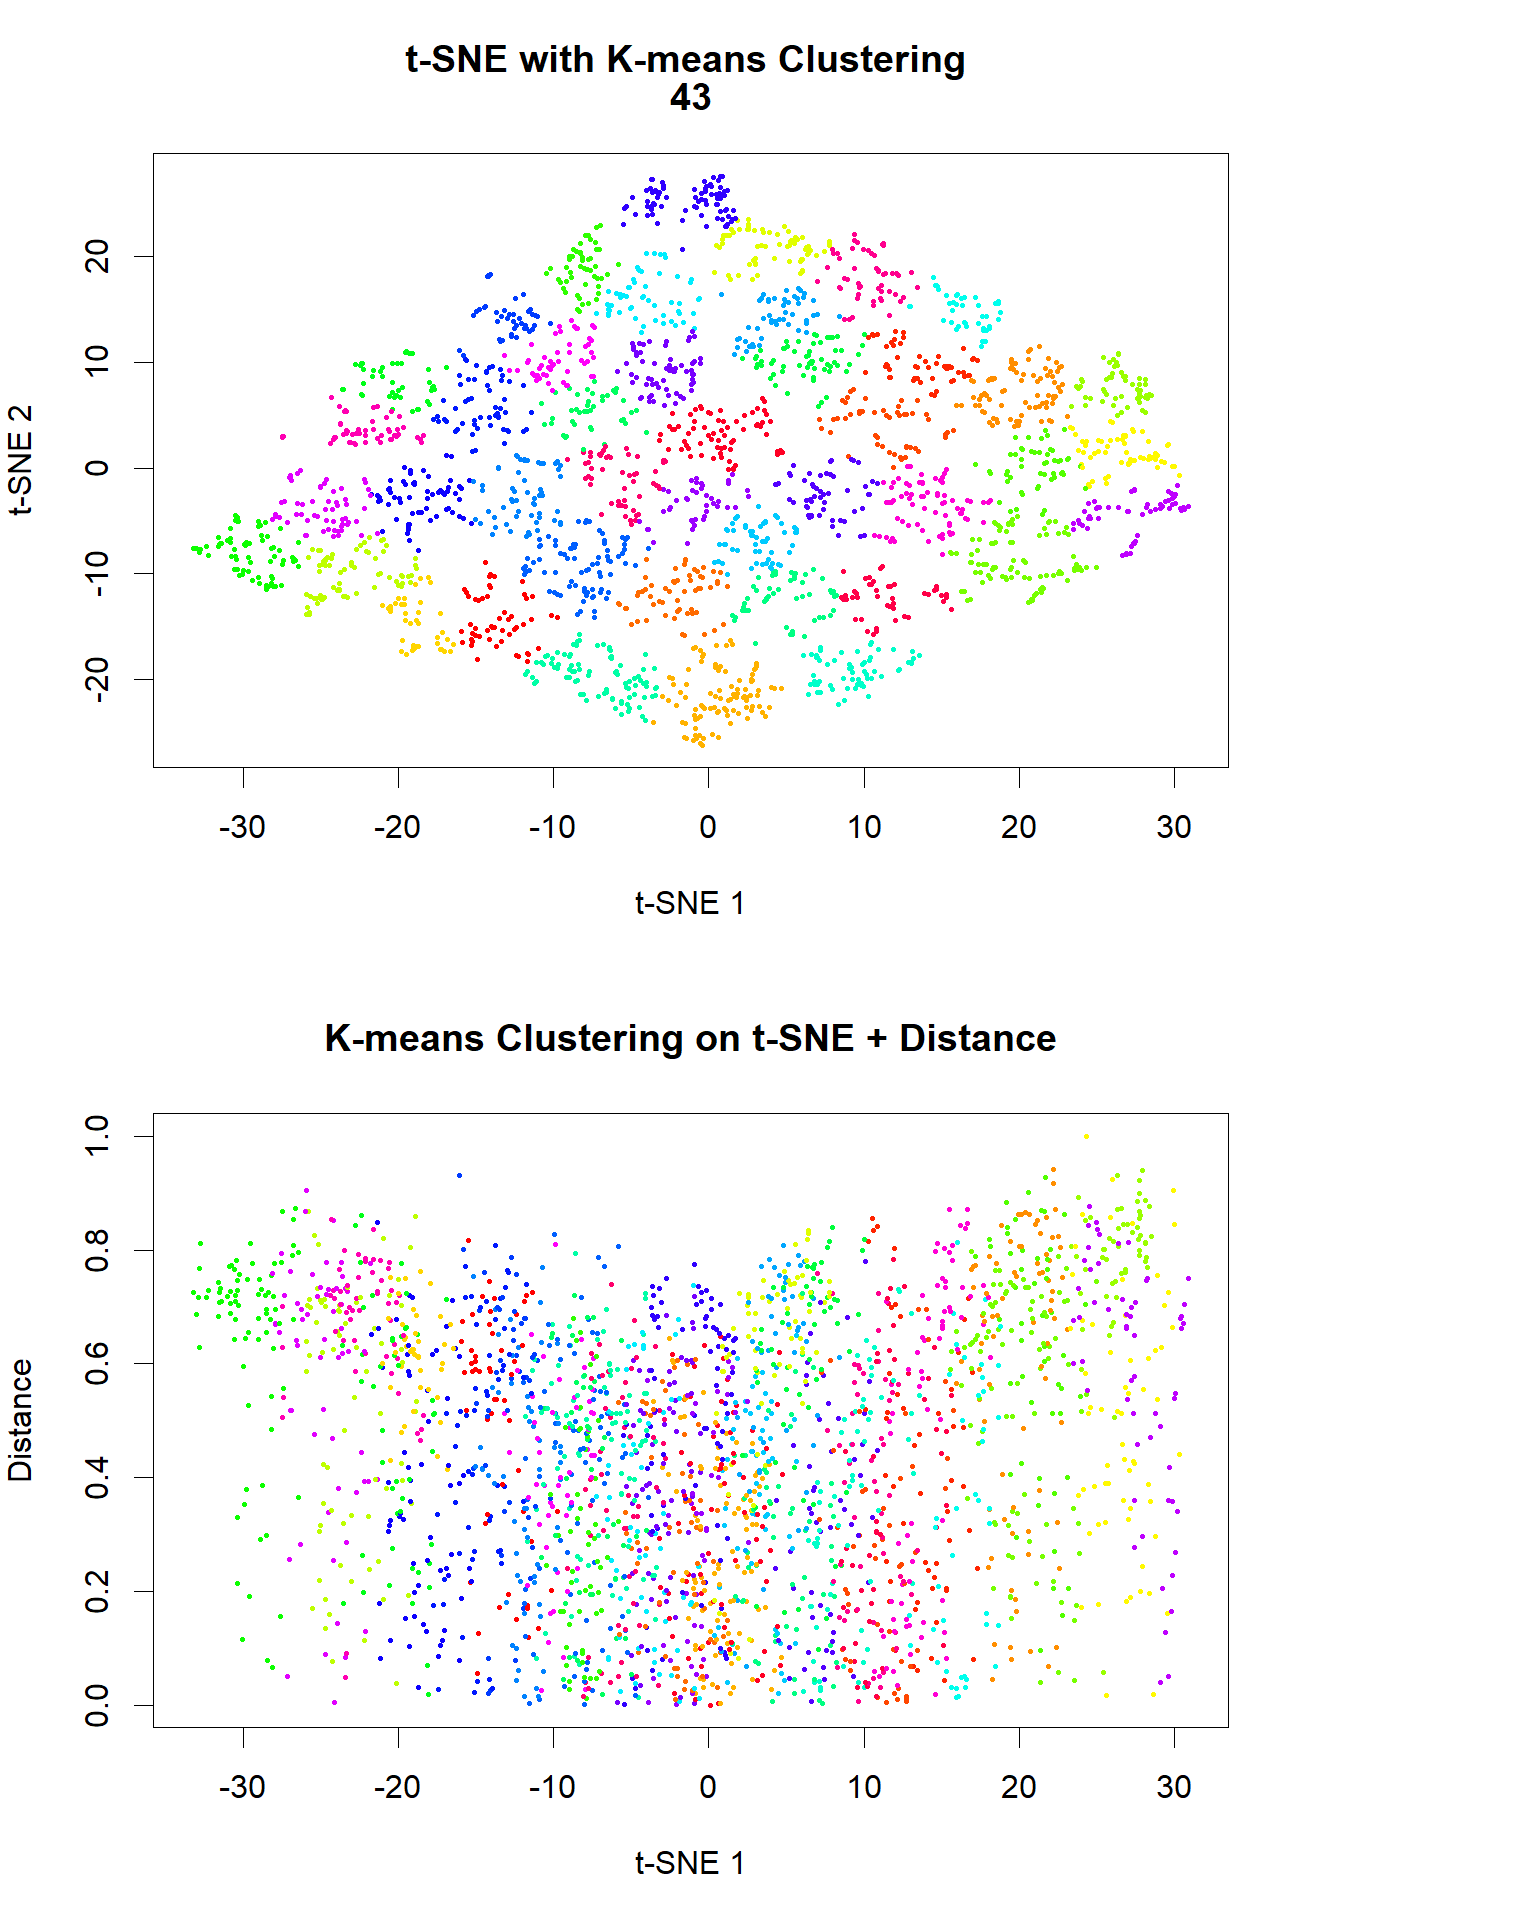 t-SNE with K-means Clustering
43
t-SNE 2
20
10
0
-10
-20
-30 -20 -10 0 10 20 30
t-SNE 1
K-means Clustering on t-SNE + Distance
Distance
1.0
0.8
0.6
0.4
0.2
0.0
-30 -20 -10 0 10 20 30
t-SNE 1